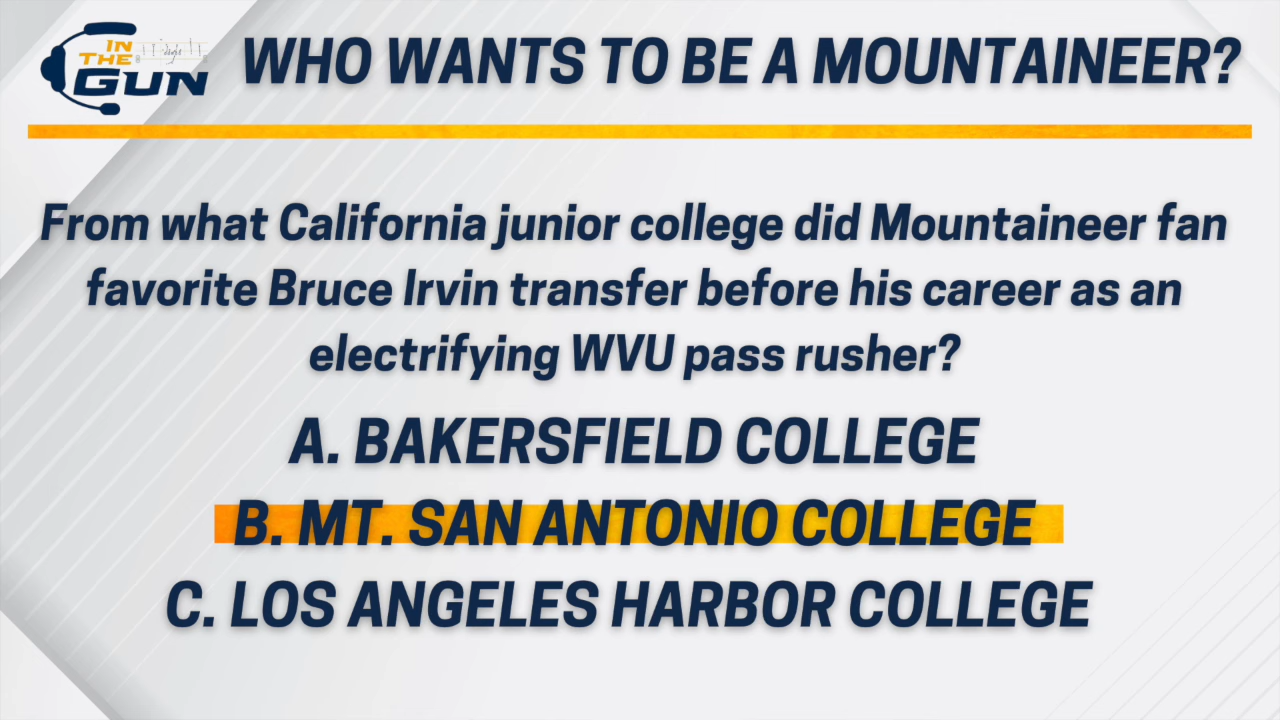 IN
THE
GUN
WHO WANTS TO BE A MOUNTAINEER?
From what California junior college did Mountaineer fan
favorite Bruce Irvin transfer before his career as an
electrifying WVU pass rusher?
A. BAKERSFIELD COLLEGE
B. MT. SAN ANTONIO COLLEGE
C. LOS ANGELES HARBOR COLLEGE